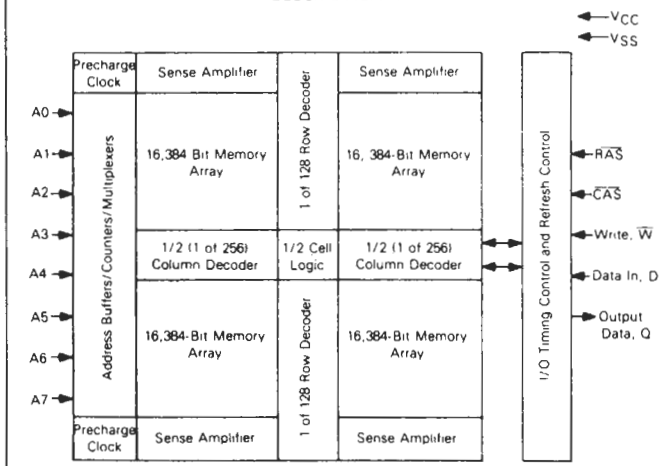 VCC
VSS
Precharge
Clock
Sense Amplifier
Sense Amplifier
A0
A1
A2
A3
A4
A5
A6
A7
Address Buffers/Counters/Multiplexers
16,384 Bit Memory
Array
1 of 128 Row Decoder
16, 384-Bit Memory
Array
1/2 (1 of 256)
Column Decoder
1/2 Cell
Logic
1/2 (1 of 256)
Column Decoder
16,384-Bit Memory
Array
1 of 128 Row Decoder
16,384-Bit Memory
Array
Precharge
Clock
Sense Amplifier
Sense Amplifier
I/O Timing Control and Refresh Control
R̅A̅S̅
C̅A̅S̅
Write, W̅
Data In, D
Output
Data, Q